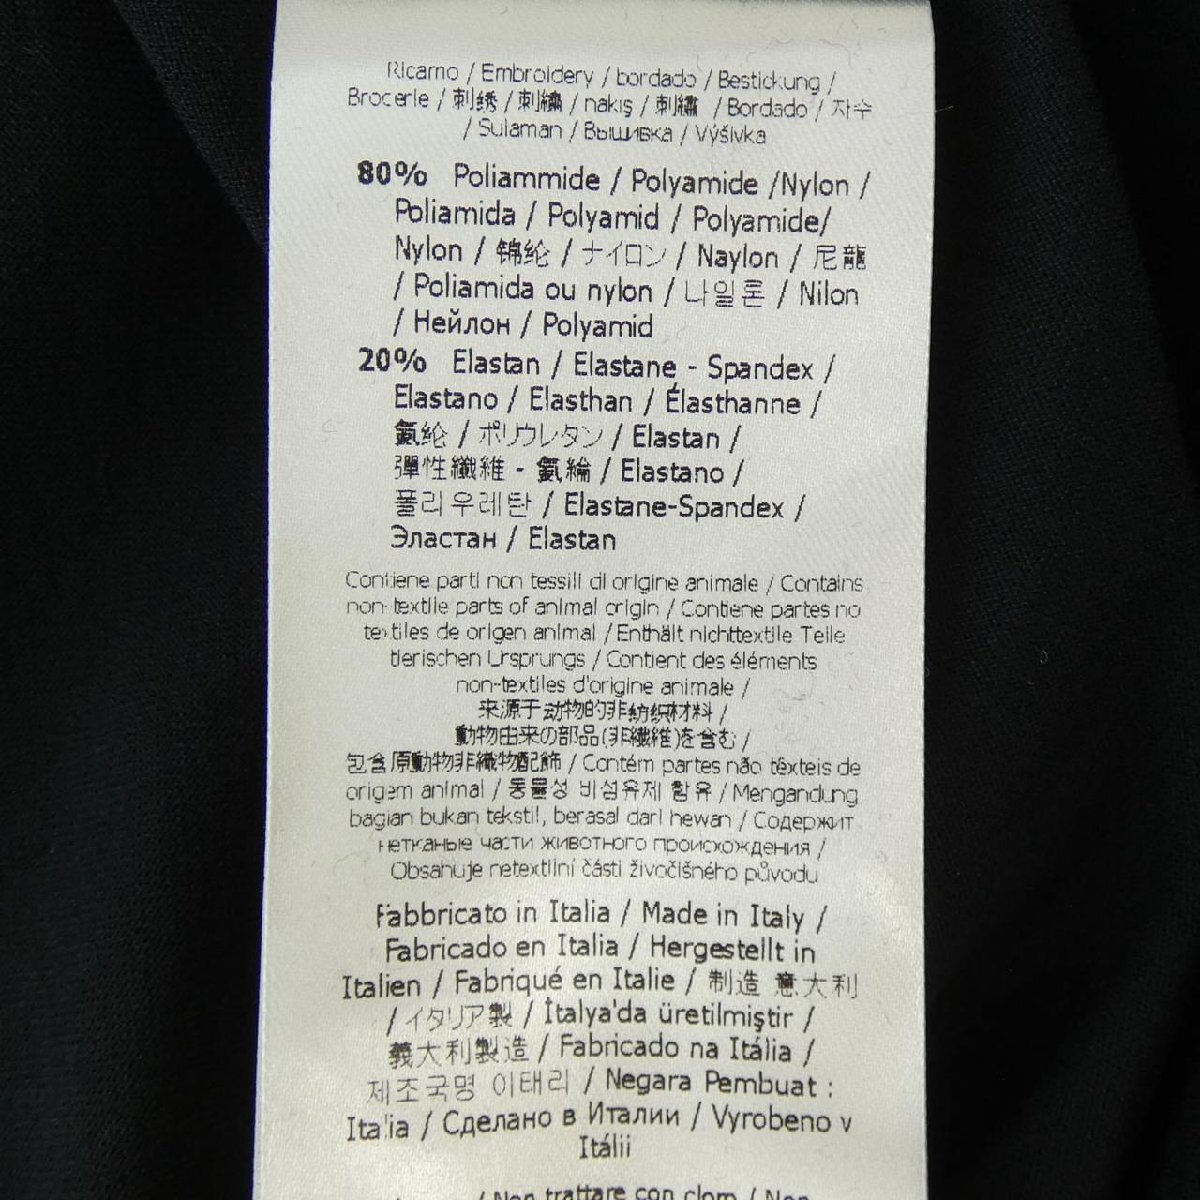 Ricamo / Embroidery / bordado / Bestickung /
Broderie / 刺绣 / 刺繍 / nakış / 刺繡 / Bordado / 자수
/ Sulaman / Вышивка / Výšivka
80% Poliammide / Polyamide /Nylon /
Poliamida / Polyamid / Polyamide/
Nylon / 锦纶 / ナイロン / Naylon / 尼龍
/ Poliamida ou nylon / 나일론 / Nilon
/ Нейлон / Polyamid
20% Elastan / Elastane - Spandex /
Elastano / Elasthan / Élasthanne /
氨纶 / ポリウレタン / Elastan /
彈性纖維 - 氨綸 / Elastano /
폴리우레탄 / Elastane-Spandex /
Эластан / Elastan
Contiene parti non tessili di origine animale / Contains
non-textile parts of animal origin / Contiene partes no
textiles de origen animal / Enthält nichttextile Teile
tierischen Ursprungs / Contient des éléments
non-textiles d'origine animale /
来源于动物的非纺织材料 /
動物由来の部品(非繊維)を含む /
包含原動物非織物配飾 / Contém partes não têxteis de
origem animal / 동물성 비섬유제 함유 / Mengandung
bagian bukan tekstil, berasal dari hewan / Содержит
нетканые части животного происхождения /
Obsahuje netextilní části živočišného původu
Fabbricato in Italia / Made in Italy /
Fabricado en Italia / Hergestellt in
Italien / Fabriqué en Italie / 制造 意大利
/ イタリア製 / İtalya'da üretilmiştir /
義大利製造 / Fabricado na Itália /
제조국명 이태리 / Negara Pembuat :
Italia / Сделано в Италии / Vyrobeno v
Itálii
/ Non trattare con cloro / Non